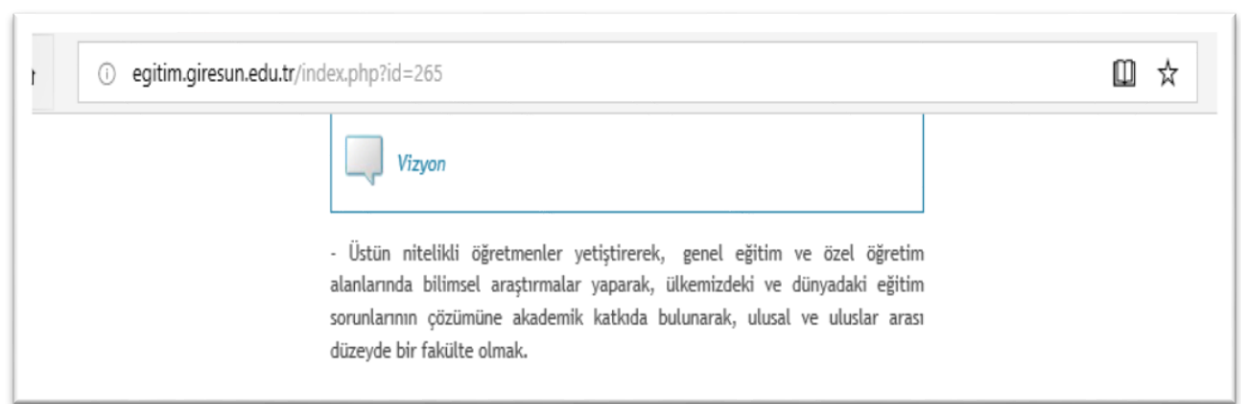 egitim.giresun.edu.tr/index.php?id=265
Vizyon
- Üstün nitelikli öğretmenler yetiştirerek, genel eğitim ve özel öğretim
alanlarında bilimsel araştırmalar yaparak, ülkemizdeki ve dünyadaki eğitim
sorunlarının çözümüne akademik katkıda bulunarak, ulusal ve uluslar arası
düzeyde bir fakülte olmak.